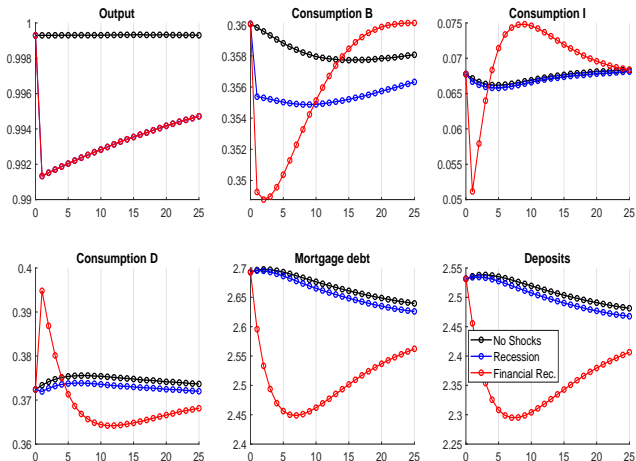 Output
Consumption B
Consumption I
1
0.998
0.996
0.994
0.992
0.99
0 5 10 15 20 25
0.36
0.358
0.356
0.354
0.352
0.35
0 5 10 15 20 25
0.075
0.07
0.065
0.06
0.055
0.05
0 5 10 15 20 25
Consumption D
Mortgage debt
Deposits
0.4
0.39
0.38
0.37
0.36
0 5 10 15 20 25
2.7
2.65
2.6
2.55
2.5
2.45
2.4
0 5 10 15 20 25
2.55
2.5
2.45
2.4
2.35
2.3
2.25
0 5 10 15 20 25
No Shocks
Recession
Financial Rec.